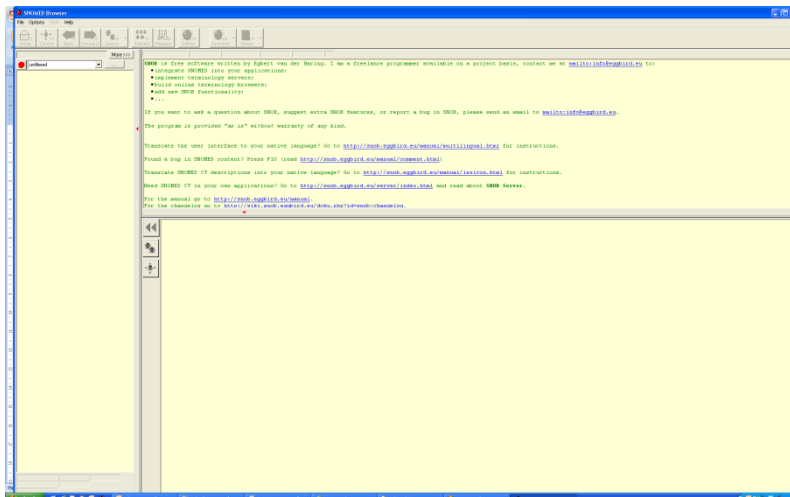 SNOMED Browser
File Options Help
More >>>
untitled
SNOB is free software written by Egbert van der Haring. I am a freelance programmer available on a project basis, contact me at mailto:info@eggbird.eu to:
•integrate SNOMED into your applications;
•implement terminology servers;
•build online terminology browsers;
•add new SNOB functionality;
•...
If you want to ask a question about SNOB, suggest extra SNOB features, or report a bug in SNOB, please send an email to mailto:info@eggbird.eu.
The program is provided "as is" without warranty of any kind.
Translate the user interface to your native language? Go to http://snob.eggbird.eu/manual/multilingual.html for instructions.
Found a bug in SNOMED content? Press F10 (read http://snob.eggbird.eu/manual/comment.html)
Translate SNOMED CT descriptions into your native language? Go to http://snob.eggbird.eu/manual/lexicon.html for instructions.
Need SNOMED CT in your own applications? Go to http://snob.eggbird.eu/server/index.html and read about SNOB Server.
For the manual go to http://snob.eggbird.eu/manual.
For the changelog go to http://wiki.snob.eggbird.eu/doku.php?id=snob:changelog.